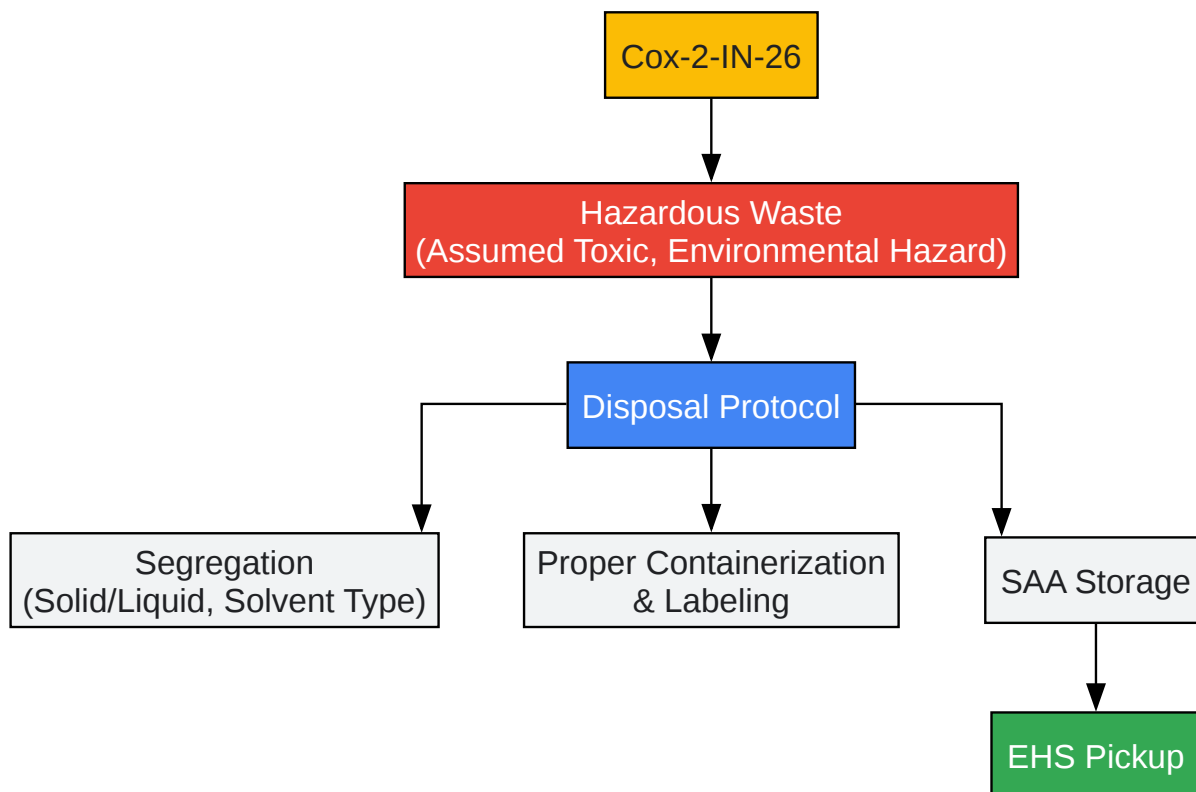 Cox-2-IN-26
Hazardous Waste
(Assumed Toxic, Environmental Hazard)
Disposal Protocol
Segregation
(Solid/Liquid, Solvent Type)
Proper Containerization
& Labeling
SAA Storage
EHS Pickup